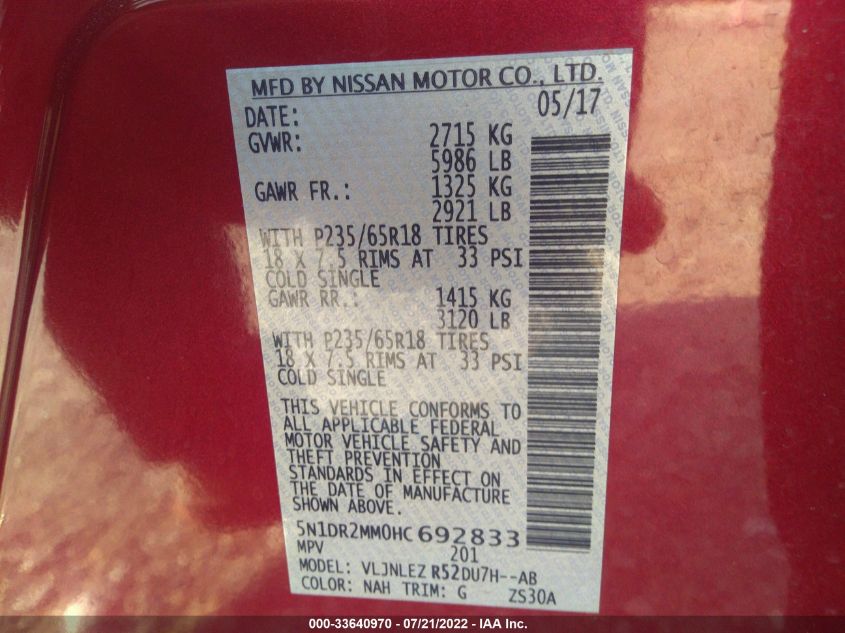 MFD BY NISSAN MOTOR CO., LTD.
DATE: 05/17
GVWR: 2715 KG
5986 LB
GAWR FR.: 1325 KG
2921 LB
WITH P235/65R18 TIRES
18 X 7.5 RIMS AT 33 PSI
COLD SINGLE
GAWR RR.: 1415 KG
3120 LB
WITH P235/65R18 TIRES
18 X 7.5 RIMS AT 33 PSI
COLD SINGLE
THIS VEHICLE CONFORMS TO
ALL APPLICABLE FEDERAL
MOTOR VEHICLE SAFETY AND
THEFT PREVENTION
STANDARDS IN EFFECT ON
THE DATE OF MANUFACTURE
SHOWN ABOVE.
5N1DR2MM0HC692833
MPV 201
MODEL: VLJNLEZ R52DU7H--AB
COLOR: NAH TRIM: G ZS30A
000-33640970 - 07/21/2022 - IAA Inc.